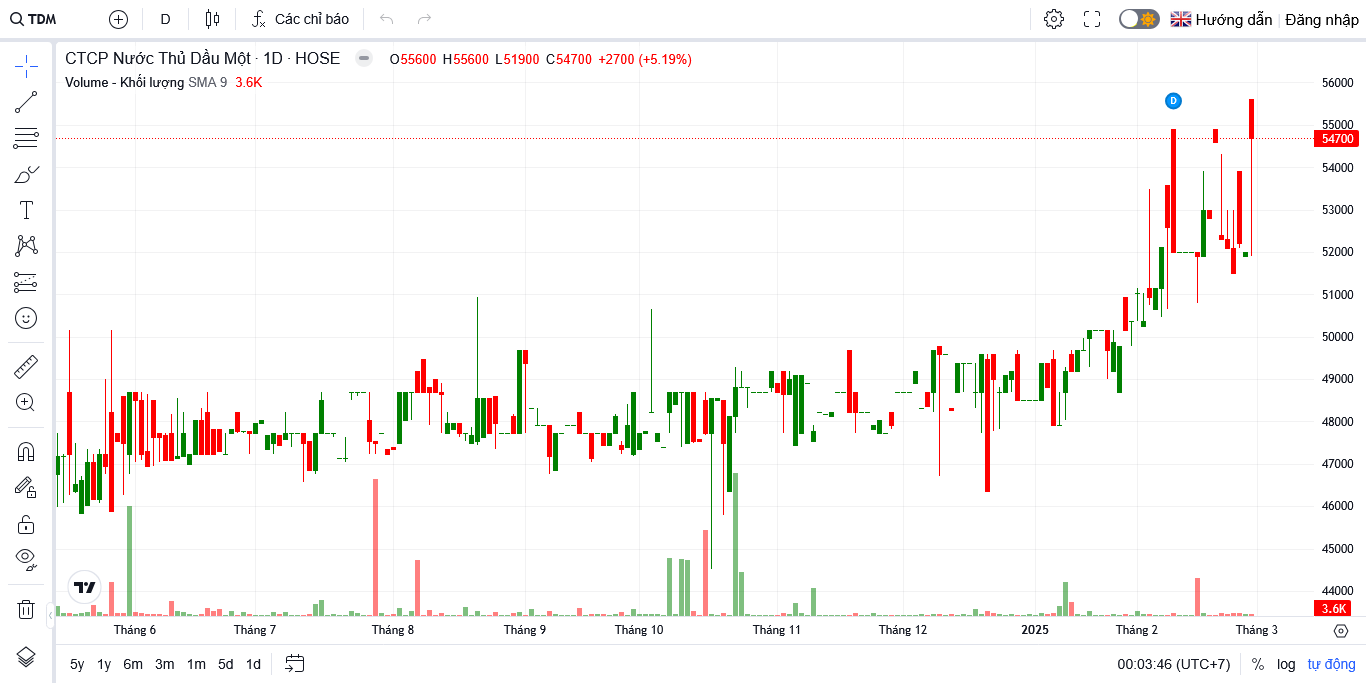 TDM D Các chỉ báo Hướng dẫn Đăng nhập
CTCP Nước Thủ Dầu Một · 1D · HOSE O55600 H55600 L51900 C54700 +2700 (+5.19%)
Volume - Khối lượng SMA 9 3.6K
D
56000
55000
54700
54000
53000
52000
51000
50000
49000
48000
47000
46000
45000
44000
3.6K
Tháng 6 Tháng 7 Tháng 8 Tháng 9 Tháng 10 Tháng 11 Tháng 12 2025 Tháng 2 Tháng 3
5y 1y 6m 3m 1m 5d 1d 00:03:46 (UTC+7) % log tự động